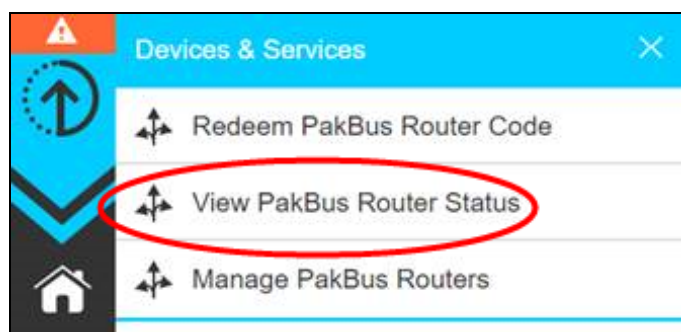 Devices & Services
Redeem PakBus Router Code
View PakBus Router Status
Manage PakBus Routers